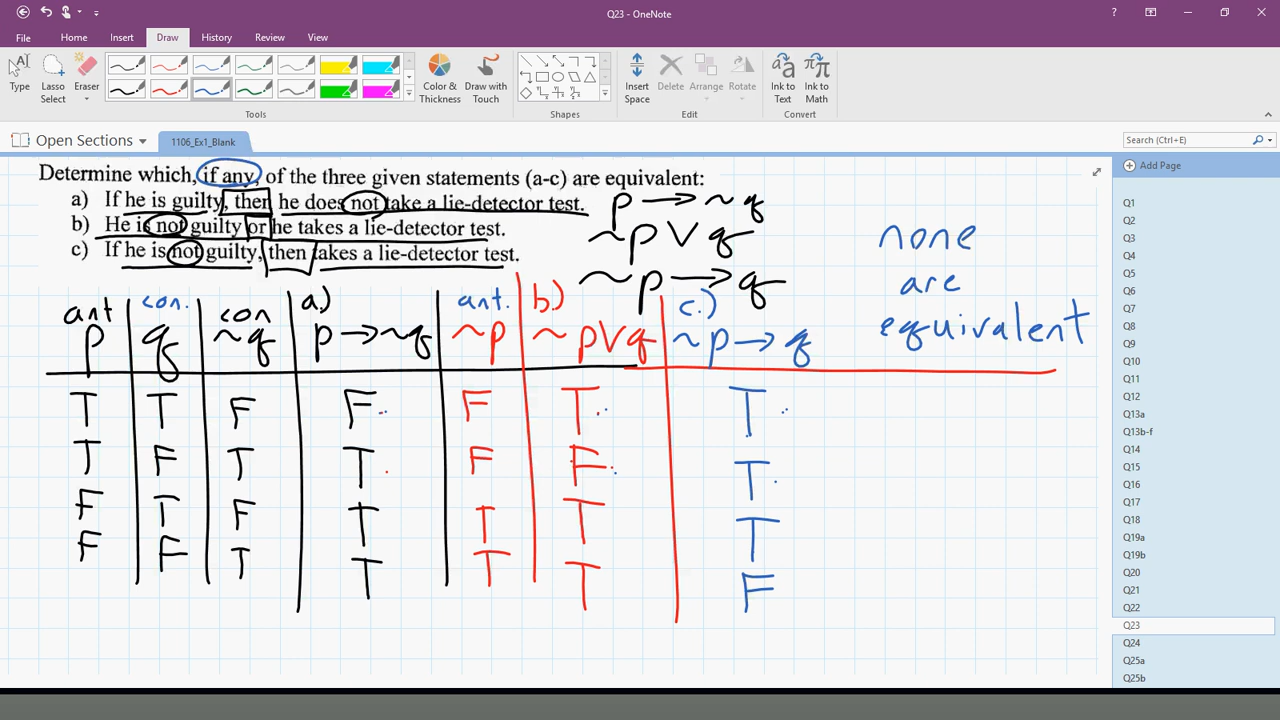 Q23 - OneNote
?
File Home Insert Draw History Review View
Type
Lasso Select
Eraser
Color & Thickness
Draw with Touch
Insert Space
Delete
Arrange
Rotate
Ink to Text
Ink to Math
Tools
Shapes
Edit
Convert
Open Sections
1106_Ex1_Blank
Search (Ctrl+E)
Add Page
Determine which, if any, of the three given statements (a-c) are equivalent:
a) If he is guilty, then he does not take a lie-detector test. p → ~q
b) He is not guilty or he takes a lie-detector test. ~p V q
c) If he is not guilty, then takes a lie-detector test. ~p → q
none
are
equivalent
ant con. con a.) ant. b.) c.)
p q ~q p → ~q ~p ~pVq ~p → q
T T F F F T T
T F T T F F T
F T F T T T T
F F T T T T F
Q1
Q2
Q3
Q4
Q5
Q6
Q7
Q8
Q9
Q10
Q11
Q12
Q13a
Q13b-f
Q14
Q15
Q16
Q17
Q18
Q19a
Q19b
Q20
Q21
Q22
Q23
Q24
Q25a
Q25b